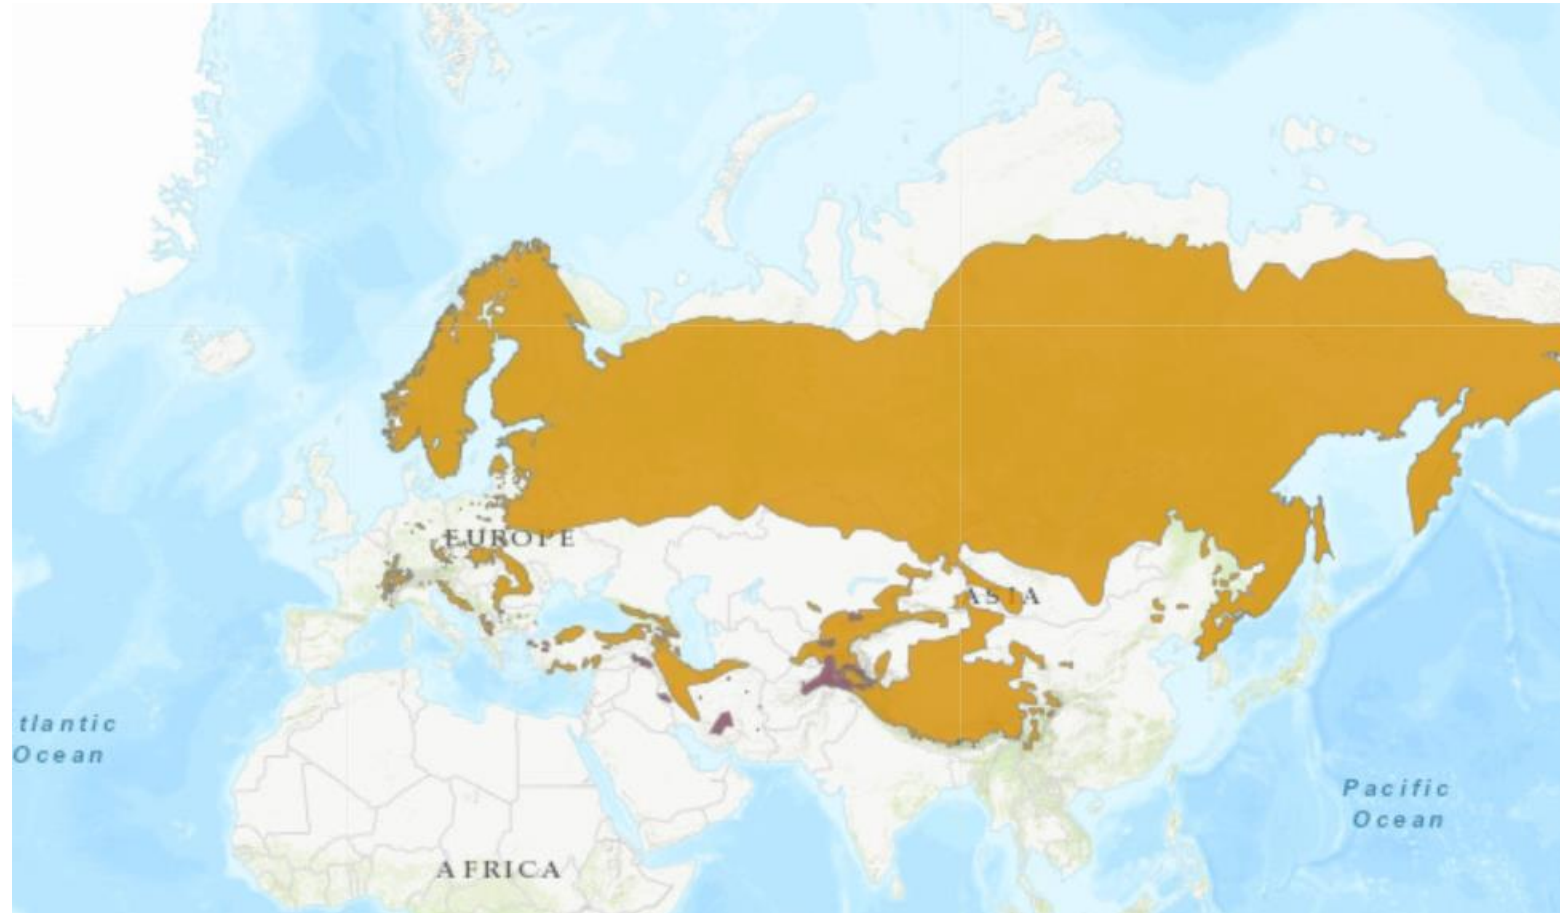 EUROPE
ASIA
tlantic
Ocean
Pacific
Ocean
AFRICA